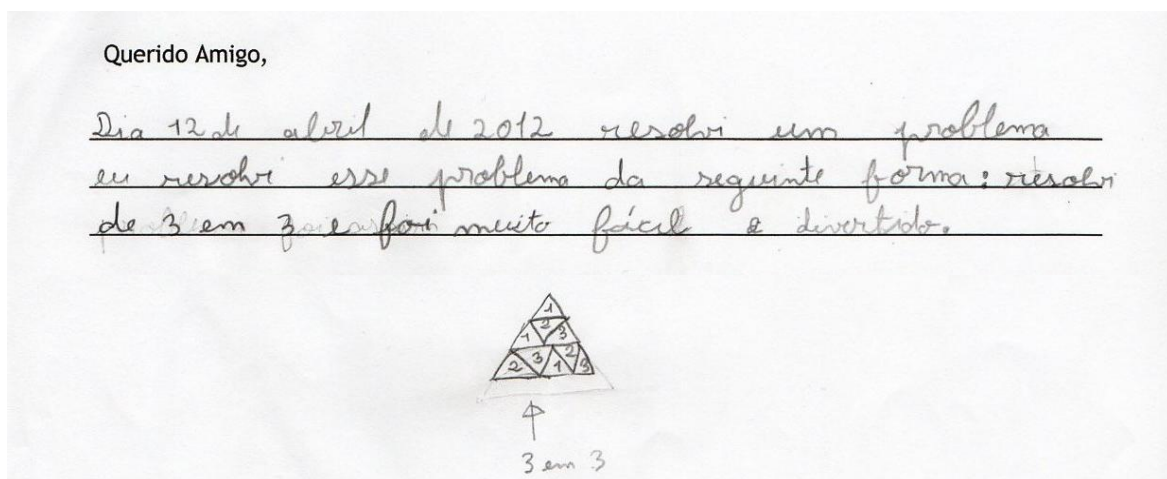 Querido Amigo,
Dia 12 de abril de 2012 resolvi um problema
eu resolvi esse problema da seguinte forma: resolvi
de 3 em 3 e foi muito fácil e divertido.
1
1 2 3
2 3 1 2 3
3 em 3